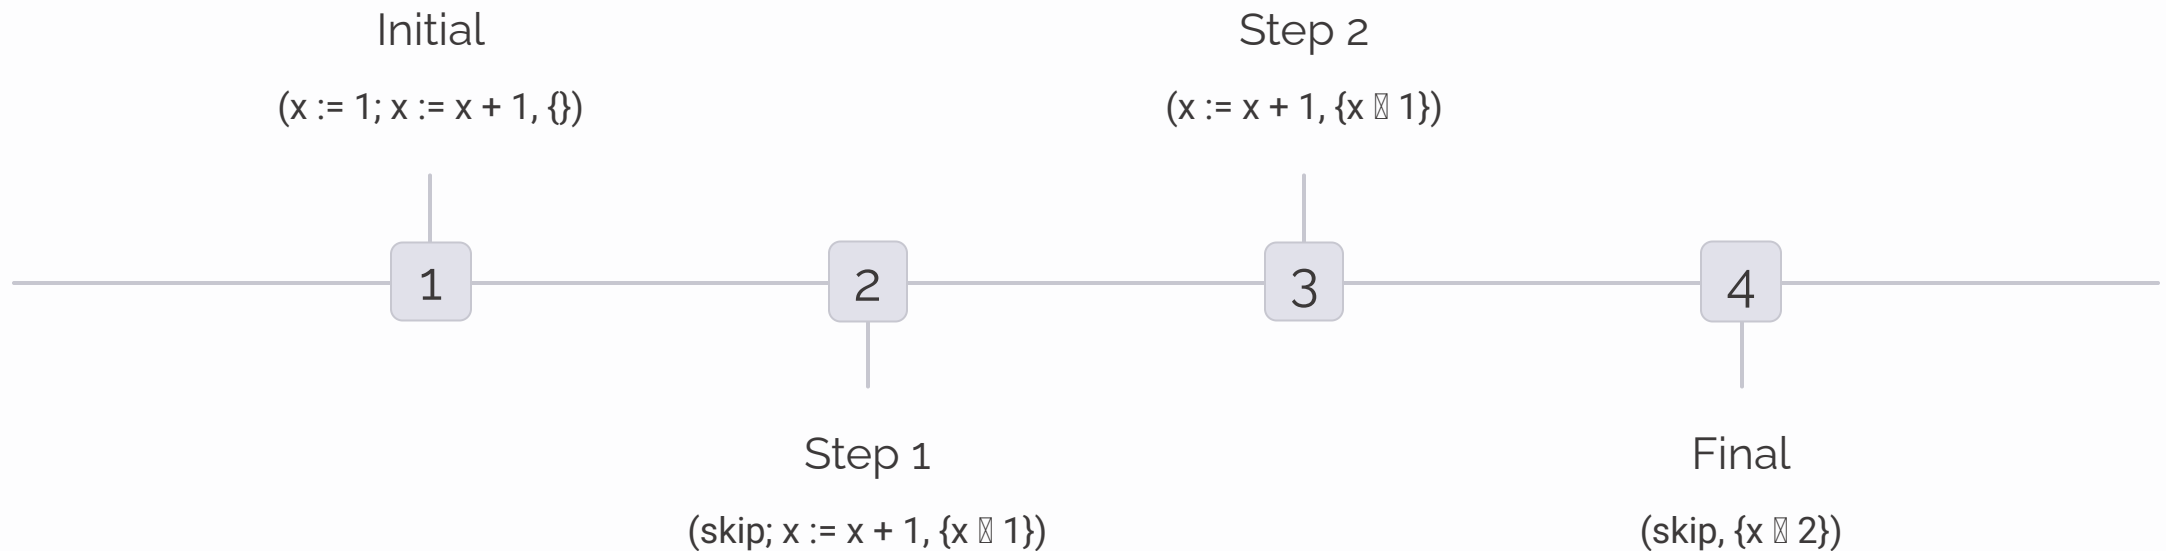 Initial
(x := 1; x := x + 1, {})
1
2
Step 1
(skip; x := x + 1, {x 1})
Step 2
(x := x + 1, {x 1})
3
4
Final
(skip, {x 2})